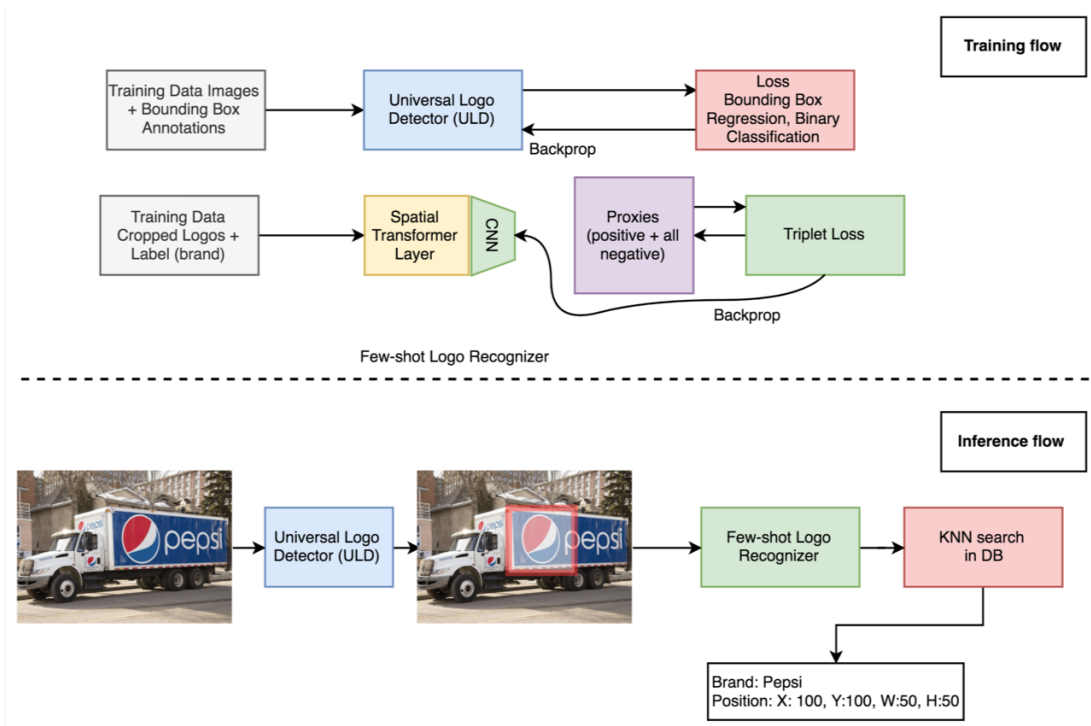 Training flow
Training Data Images
+ Bounding Box
Annotations
Universal Logo
Detector (ULD)
Loss
Bounding Box
Regression, Binary
Classification
Backprop
Training Data
Cropped Logos +
Label (brand)
Spatial
Transformer
Layer
CNN
Proxies
(positive + all
negative)
Triplet Loss
Backprop
Few-shot Logo Recognizer
Inference flow
pepsi
pepsi
Universal Logo
Detector (ULD)
pepsi
pepsi
Few-shot Logo
Recognizer
KNN search
in DB
Brand: Pepsi
Position: X: 100, Y:100, W:50, H:50